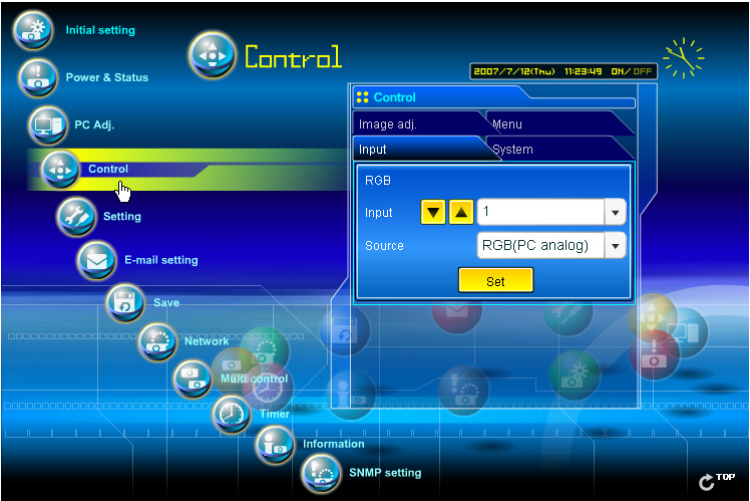 Initial setting
Power & Status
PC Adj.
Control
Setting
E-mail setting
Save
Network
Multi control
Timer
Information
SNMP setting
Control
2007/7/12(Thu) 11:23:49 ON/OFF
Control
Image adj. Menu
Input System
RGB
Input 1
Source RGB(PC analog)
Set
TOP